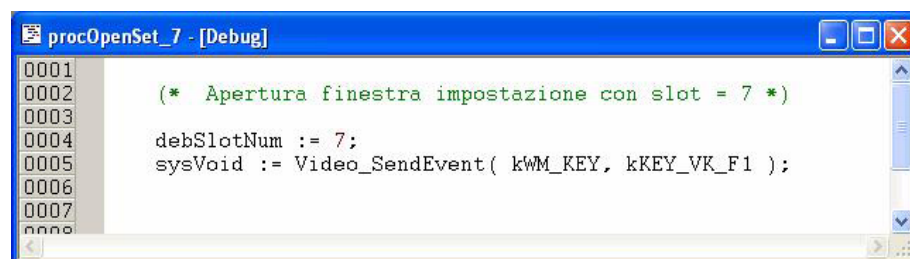 procOpenSet_7 - [Debug]
0001
0002 (* Apertura finestra impostazione con slot = 7 *)
0003
0004 debSlotNum := 7;
0005 sysVoid := Video_SendEvent( kWM_KEY, kKEY_VK_F1 );
0006
0007
0008